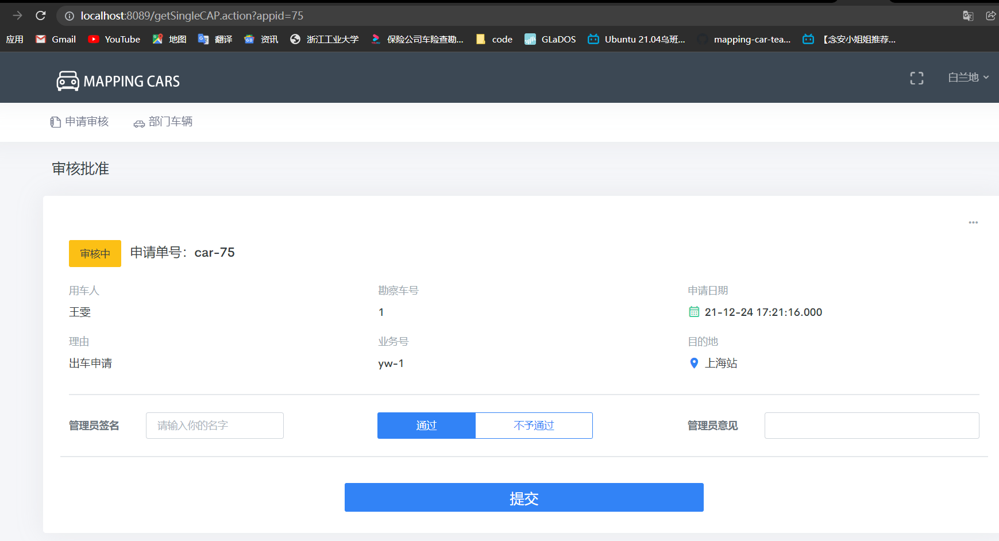 localhost:8089/getSingleCAP.action?appid=75
应用 Gmail YouTube 地图 翻译 资讯 浙江工业大学 保险公司车险查勘... code GLaDOS Ubuntu 21.04乌班... mapping-car-tea... 【念安小姐姐推荐...
MAPPING CARS 白兰地
申请审核 部门车辆
审核批准
审核中 申请单号：car-75
用车人 勘察车号 申请日期
王雯 1 21-12-24 17:21:16.000
理由 业务号 目的地
出车申请 yw-1 上海站
管理员签名 请输入你的名字 通过 不予通过 管理员意见
提交